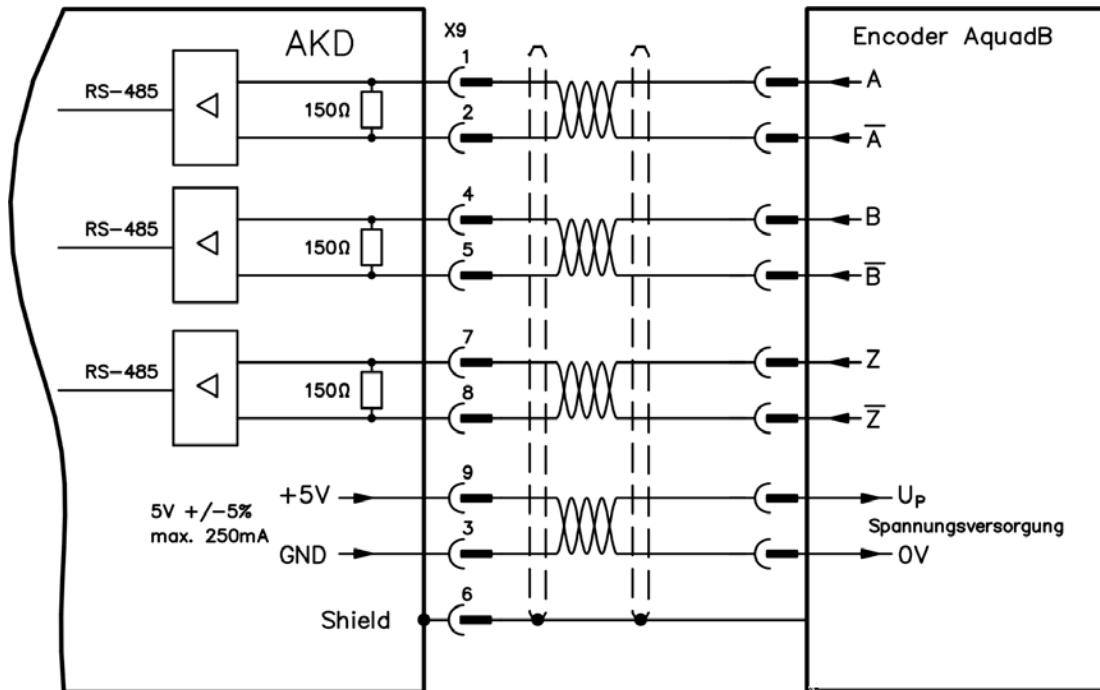 AKD
X9
Encoder AquadB
RS-485
150Ω
1
2
A
A̅
RS-485
150Ω
4
5
B
B̅
RS-485
150Ω
7
8
Z
Z̅
5V +/-5%
max. 250mA
+5V
GND
9
3
U_P
Spannungsversorgung
0V
Shield
6